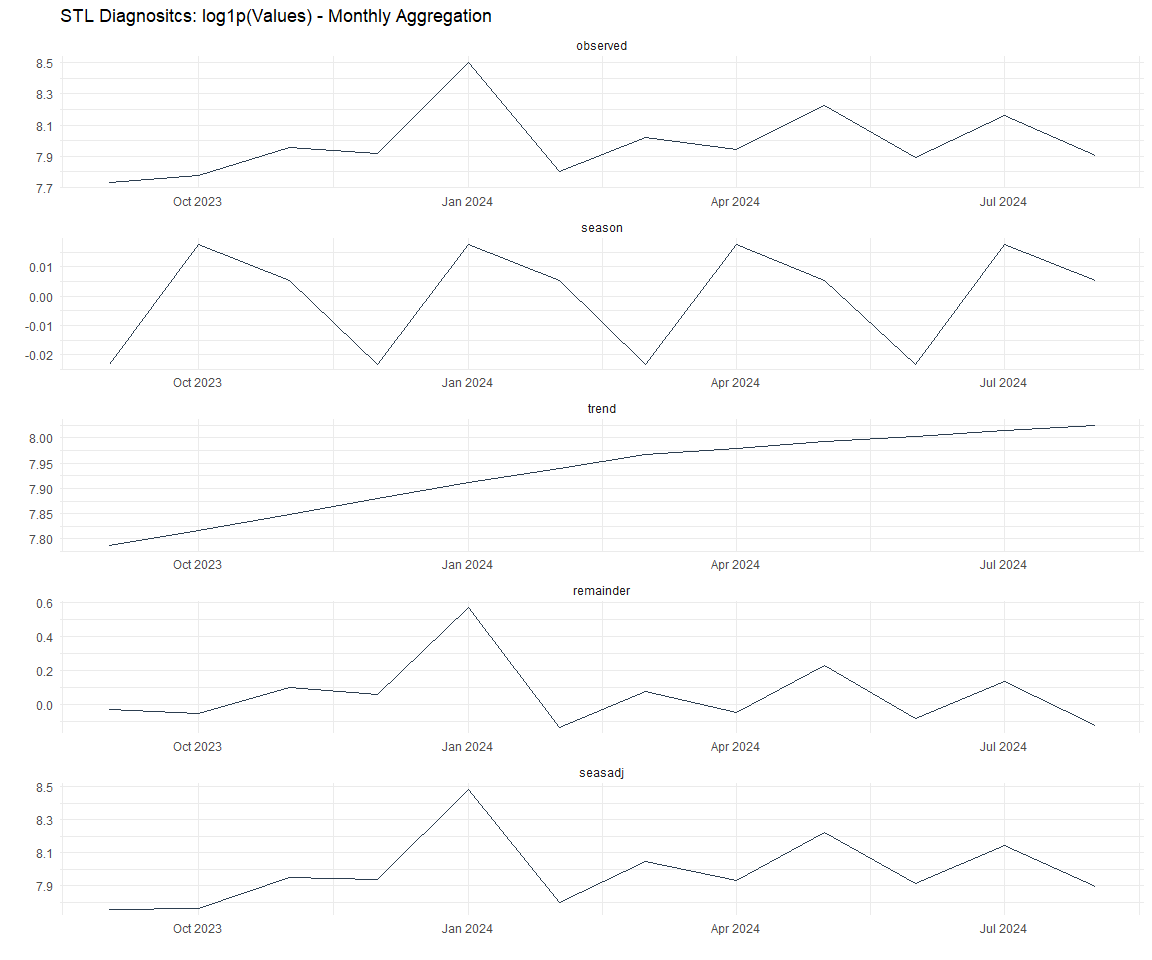 STL Diagnositcs: log1p(Values) - Monthly Aggregation
observed
8.5
8.3
8.1
7.9
7.7
Oct 2023 Jan 2024 Apr 2024 Jul 2024
season
0.01
0.00
-0.01
-0.02
Oct 2023 Jan 2024 Apr 2024 Jul 2024
trend
8.00
7.95
7.90
7.85
7.80
Oct 2023 Jan 2024 Apr 2024 Jul 2024
remainder
0.6
0.4
0.2
0.0
Oct 2023 Jan 2024 Apr 2024 Jul 2024
seasadj
8.5
8.3
8.1
7.9
Oct 2023 Jan 2024 Apr 2024 Jul 2024